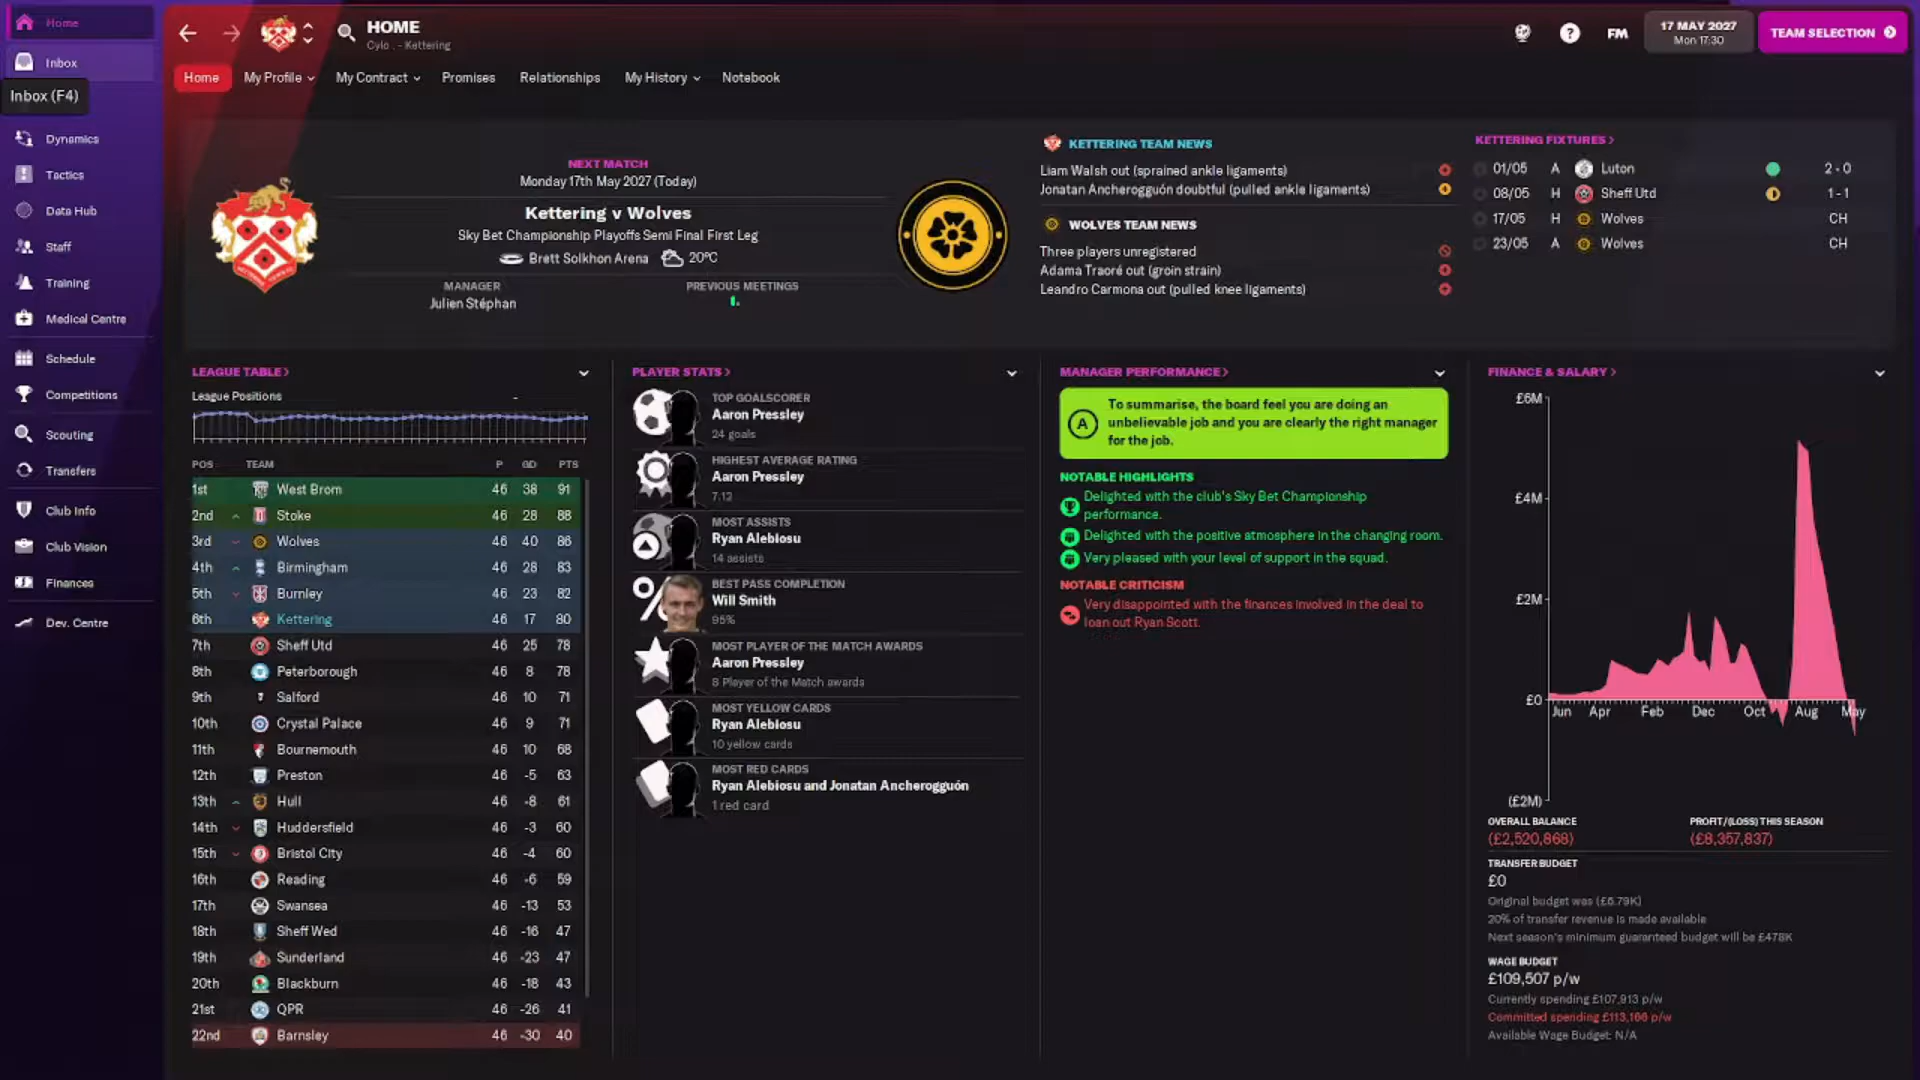 Home
Inbox
Inbox (F4)
Dynamics
Tactics
Data Hub
Staff
Training
Medical Centre
Schedule
Competitions
Scouting
Transfers
Club Info
Club Vision
Finances
Dev. Centre
HOME
Cylo . - Kettering
?
FM
17 MAY 2027
Mon 17:30
TEAM SELECTION
Home
My Profile
My Contract
Promises
Relationships
My History
Notebook
NEXT MATCH
Monday 17th May 2027 (Today)
Kettering v Wolves
Sky Bet Championship Playoffs Semi Final First Leg
Brett Solkhon Arena 20°C
MANAGER
Julien Stéphan
PREVIOUS MEETINGS
KETTERING TEAM NEWS
Liam Walsh out (sprained ankle ligaments)
Jonatan Ancherogguón doubtful (pulled ankle ligaments)
WOLVES TEAM NEWS
Three players unregistered
Adama Traoré out (groin strain)
Leandro Carmona out (pulled knee ligaments)
KETTERING FIXTURES >
01/05 A Luton 2 - 0
08/05 H Sheff Utd 1 - 1
17/05 H Wolves CH
23/05 A Wolves CH
LEAGUE TABLE >
League Positions -
POS TEAM P GD PTS
1st West Brom 46 38 91
2nd Stoke 46 28 88
3rd Wolves 46 40 86
4th Birmingham 46 28 83
5th Burnley 46 23 82
6th Kettering 46 17 80
7th Sheff Utd 46 25 78
8th Peterborough 46 8 78
9th Salford 46 10 71
10th Crystal Palace 46 9 71
11th Bournemouth 46 10 68
12th Preston 46 -5 63
13th Hull 46 -8 61
14th Huddersfield 46 -3 60
15th Bristol City 46 -4 60
16th Reading 46 -6 59
17th Swansea 46 -13 53
18th Sheff Wed 46 -16 47
19th Sunderland 46 -23 47
20th Blackburn 46 -18 43
21st QPR 46 -26 41
22nd Barnsley 46 -30 40
PLAYER STATS >
TOP GOALSCORER
Aaron Pressley
24 goals
HIGHEST AVERAGE RATING
Aaron Pressley
7.12
MOST ASSISTS
Ryan Alebiosu
14 assists
BEST PASS COMPLETION
Will Smith
95%
MOST PLAYER OF THE MATCH AWARDS
Aaron Pressley
8 Player of the Match awards
MOST YELLOW CARDS
Ryan Alebiosu
10 yellow cards
MOST RED CARDS
Ryan Alebiosu and Jonatan Ancherogguón
1 red card
MANAGER PERFORMANCE >
A
To summarise, the board feel you are doing an
unbelievable job and you are clearly the right manager
for the job.
NOTABLE HIGHLIGHTS
Delighted with the club's Sky Bet Championship
performance.
Delighted with the positive atmosphere in the changing room.
Very pleased with your level of support in the squad.
NOTABLE CRITICISM
Very disappointed with the finances involved in the deal to
loan out Ryan Scott.
FINANCE & SALARY >
£6M
£4M
£2M
£0
(£2M)
Jun Apr Feb Dec Oct Aug May
OVERALL BALANCE
(£2,520,868)
PROFIT/(LOSS) THIS SEASON
(£8,357,837)
TRANSFER BUDGET
£0
Original budget was (£6.79K)
20% of transfer revenue is made available
Next season's minimum guaranteed budget will be £478K
WAGE BUDGET
£109,507 p/w
Currently spending £107,913 p/w
Committed spending £113,166 p/w
Available Wage Budget: N/A